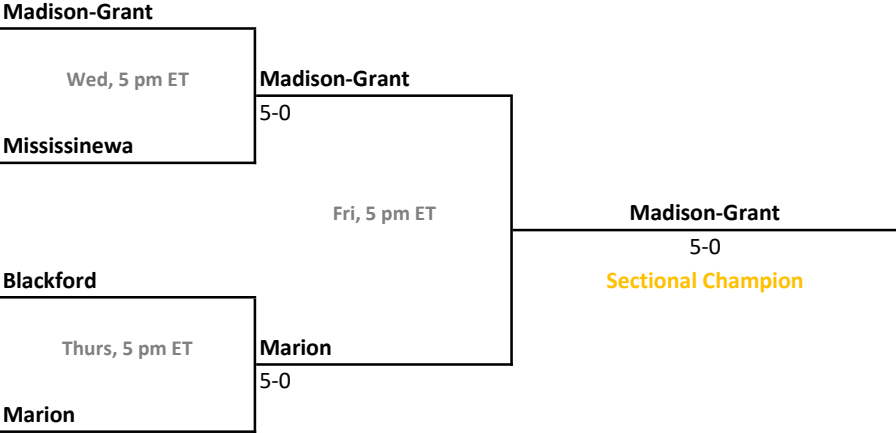 Madison-Grant
Wed, 5 pm ET
Madison-Grant
5-0
Mississinewa
Fri, 5 pm ET
Madison-Grant
5-0
Sectional Champion
Blackford
Thurs, 5 pm ET
Marion
5-0
Marion